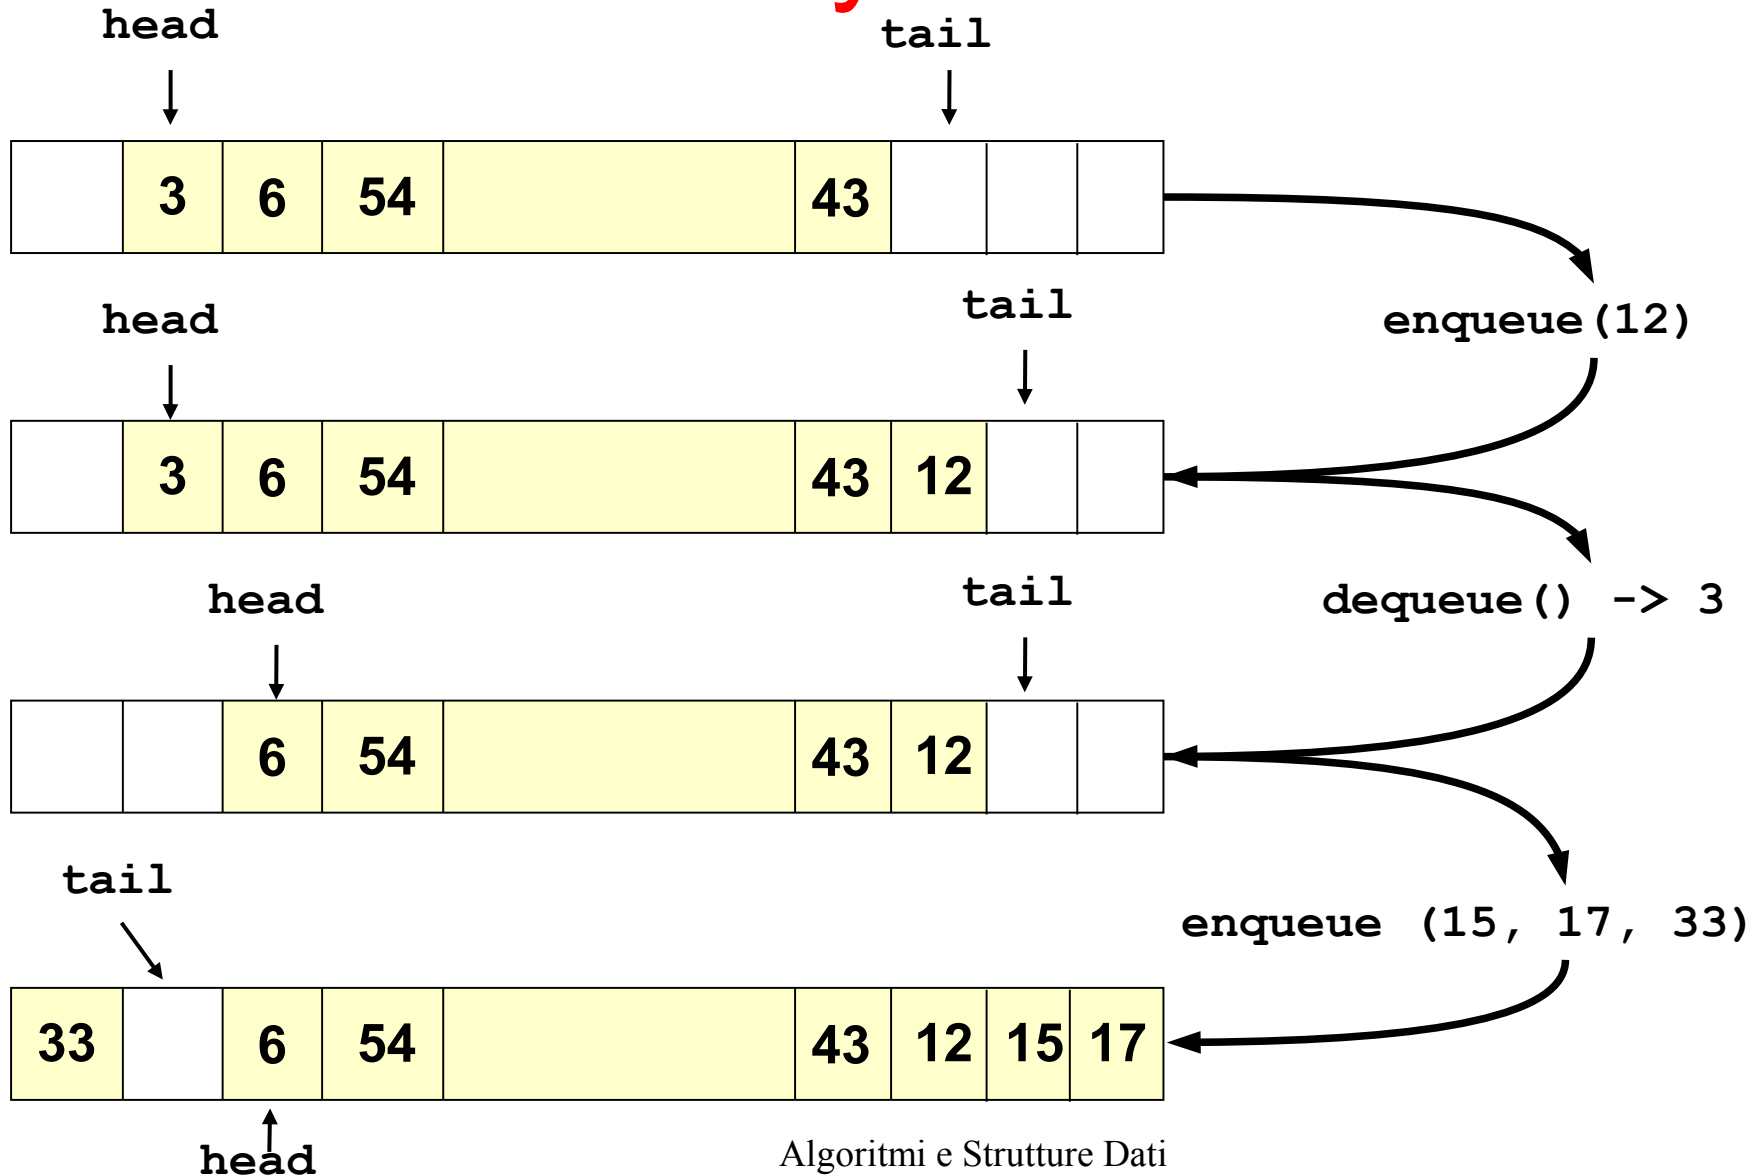 head tail
3 6 54 43
enqueue(12)
head tail
3 6 54 43 12
dequeue() -> 3
head tail
6 54 43 12
enqueue (15, 17, 33)
tail
33 6 54 43 12 15 17
head
Algoritmi e Strutture Dati